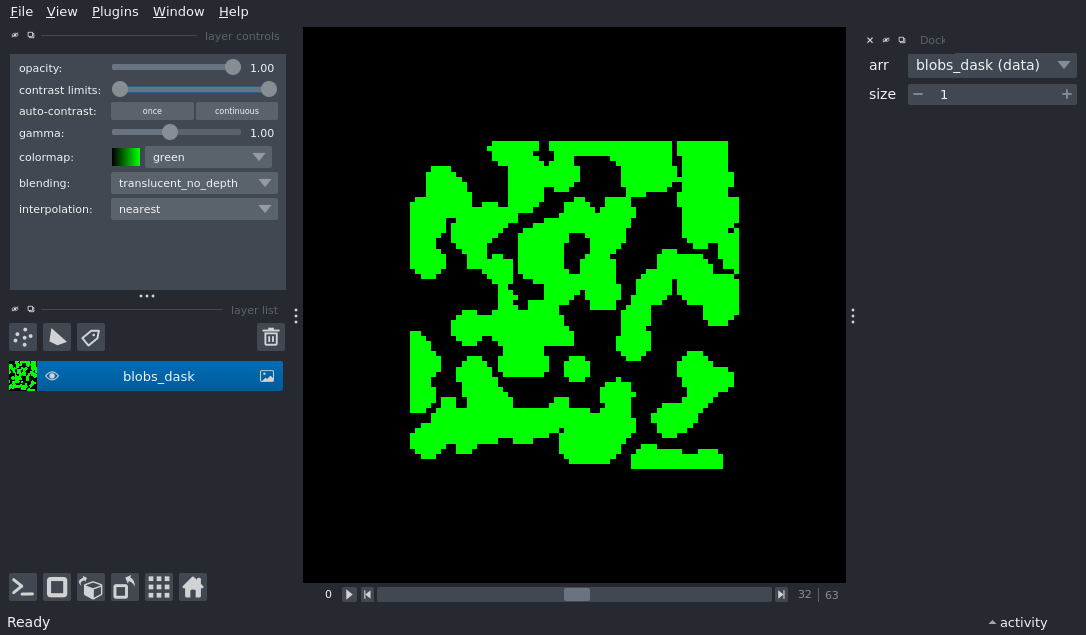 File View Plugins Window Help
layer controls
opacity: 1.00
contrast limits:
auto-contrast: once continuous
gamma: 1.00
colormap: green
blending: translucent_no_depth
interpolation: nearest
layer list
blobs_dask
0 32 63
Ready
Dock
arr blobs_dask (data)
size 1
activity